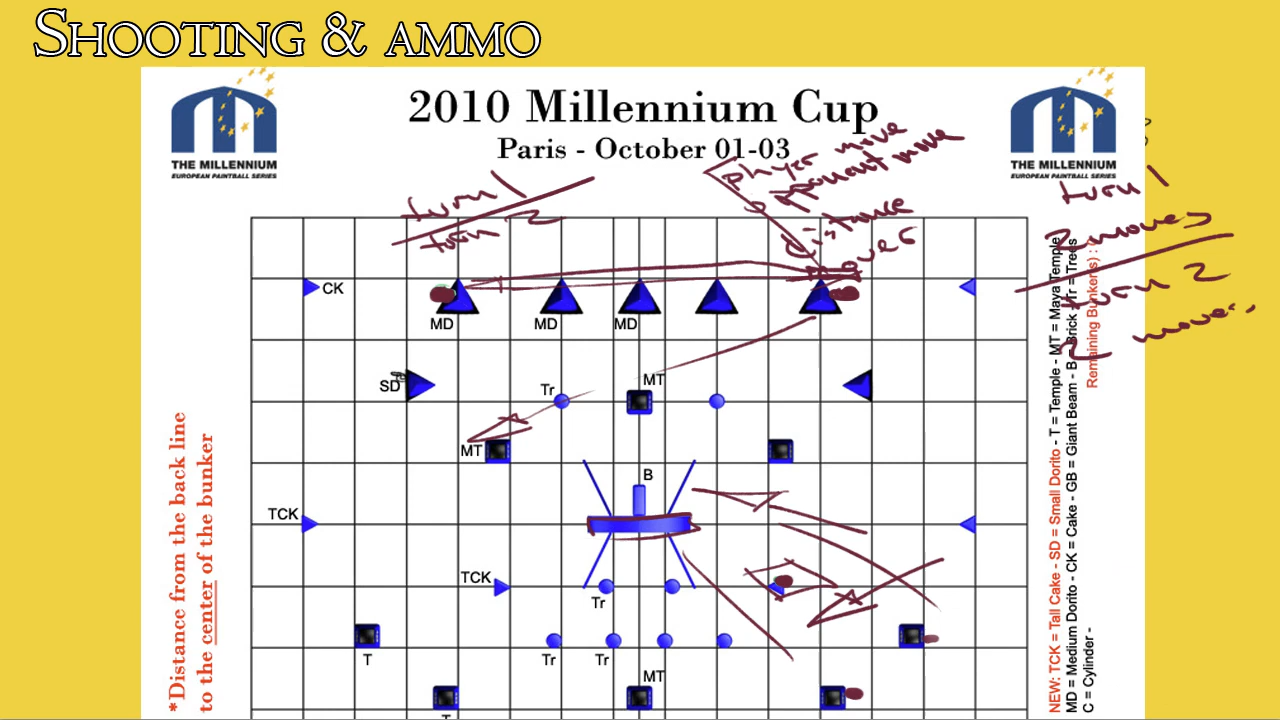 SHOOTING & AMMO
THE MILLENNIUM
EUROPEAN PAINTBALL SERIES
2010 Millennium Cup
Paris - October 01-03
THE MILLENNIUM
EUROPEAN PAINTBALL SERIES
player move
opponent move
distance
moves
turn 1
turn 2
turn 1
2 moves
turn 2
2 moves
CK
MD
MD
MD
SD
Tr
MT
MT
B
TCK
TCK
Tr
T
Tr
Tr
MT
T
*Distance from the back line
to the center of the bunker
NEW: TCK = Tall Cake - SD = Small Dorito - T = Temple - MT = Maya Temple
MD = Medium Dorito - CK = Cake - GB = Giant Beam - B = Brick - Tr = Trees
C = Cylinder -
Remaining Bunker(s) :